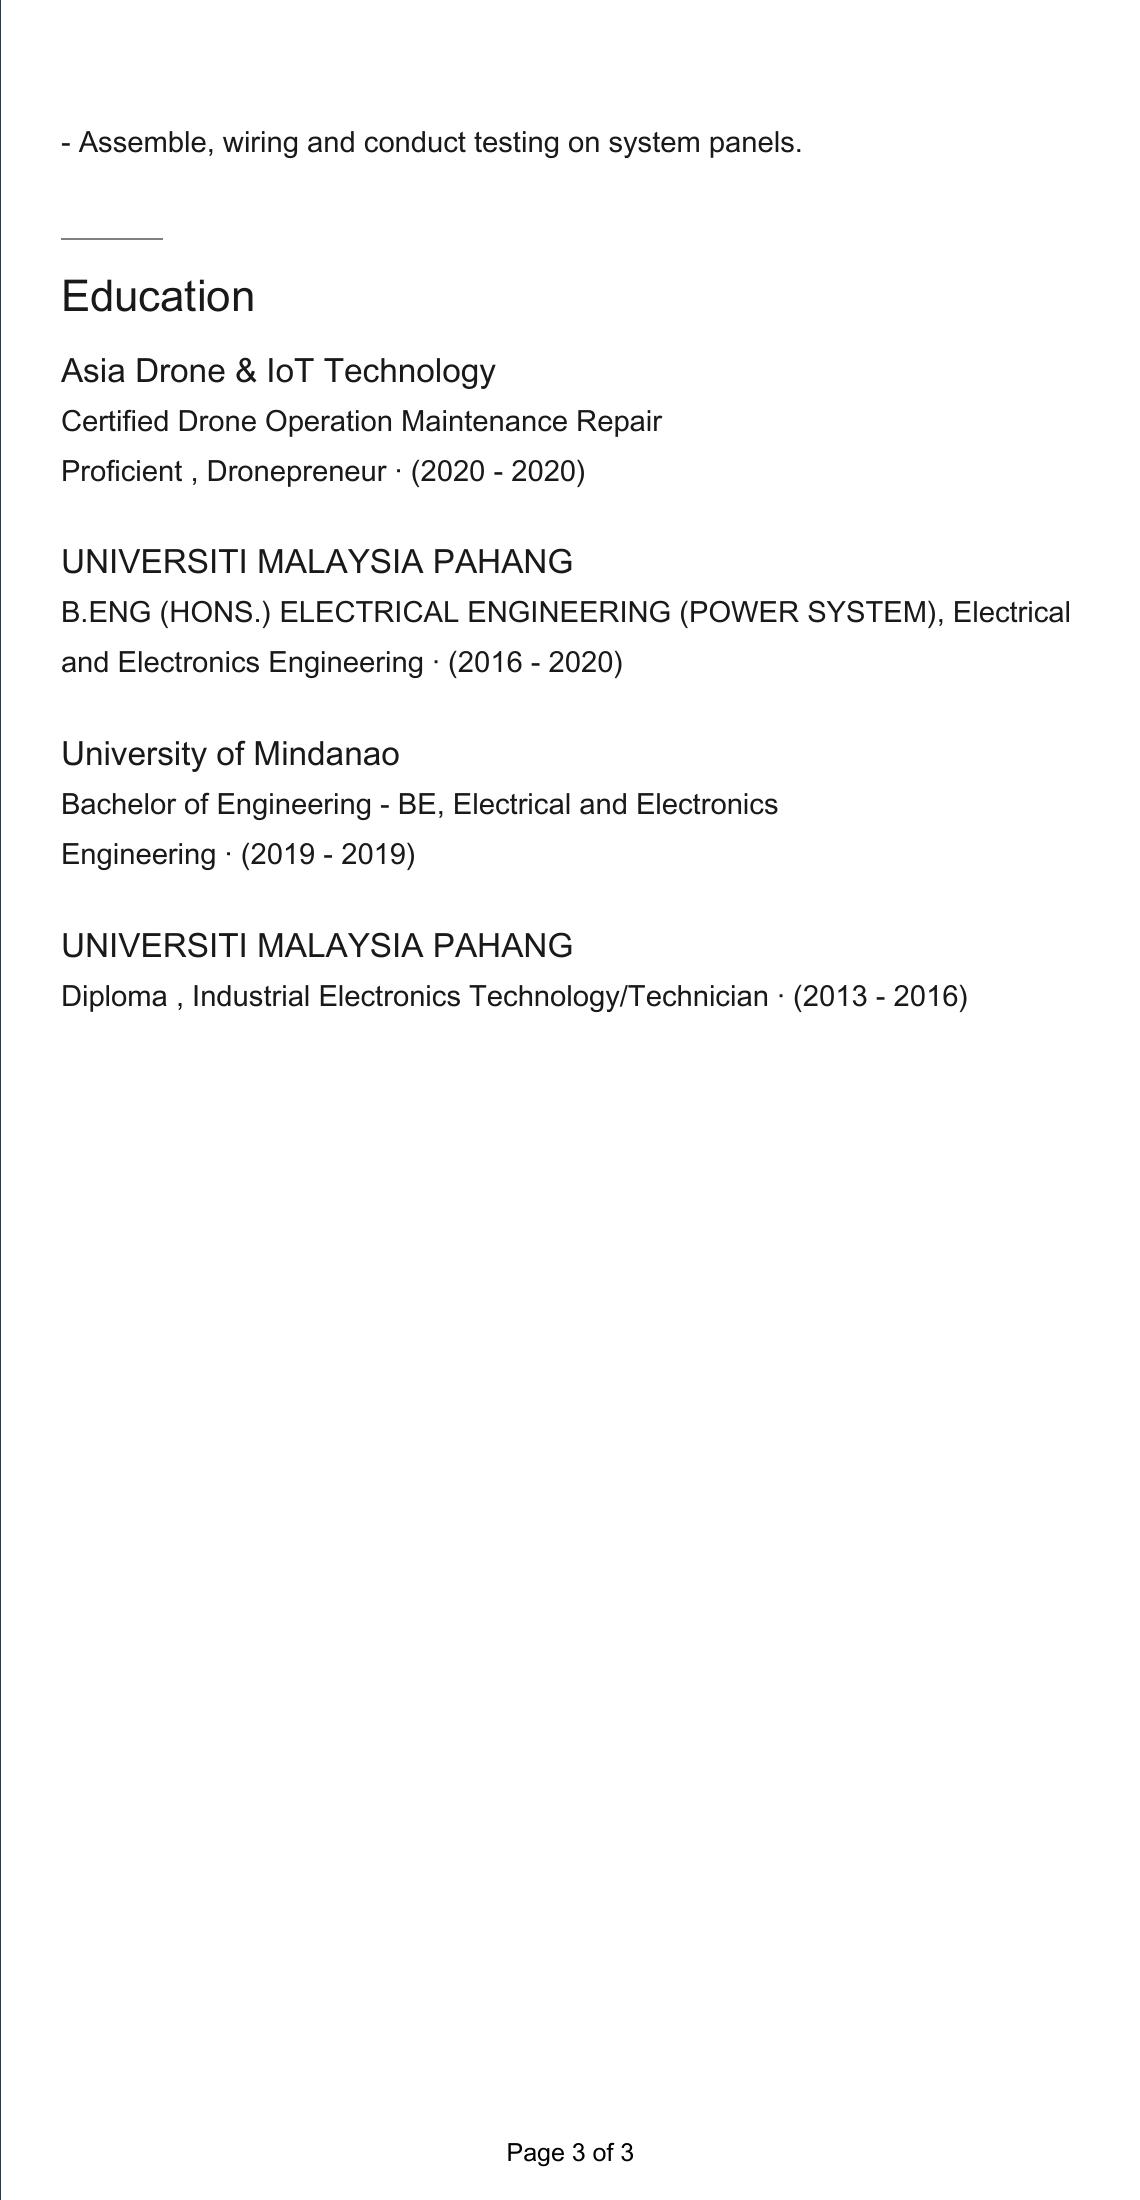 - Assemble, wiring and conduct testing on system panels.
Education
Asia Drone & IoT Technology
Certified Drone Operation Maintenance Repair
Proficient , Dronepreneur · (2020 - 2020)
UNIVERSITI MALAYSIA PAHANG
B.ENG (HONS.) ELECTRICAL ENGINEERING (POWER SYSTEM), Electrical
and Electronics Engineering · (2016 - 2020)
University of Mindanao
Bachelor of Engineering - BE, Electrical and Electronics
Engineering · (2019 - 2019)
UNIVERSITI MALAYSIA PAHANG
Diploma , Industrial Electronics Technology/Technician · (2013 - 2016)
Page 3 of 3